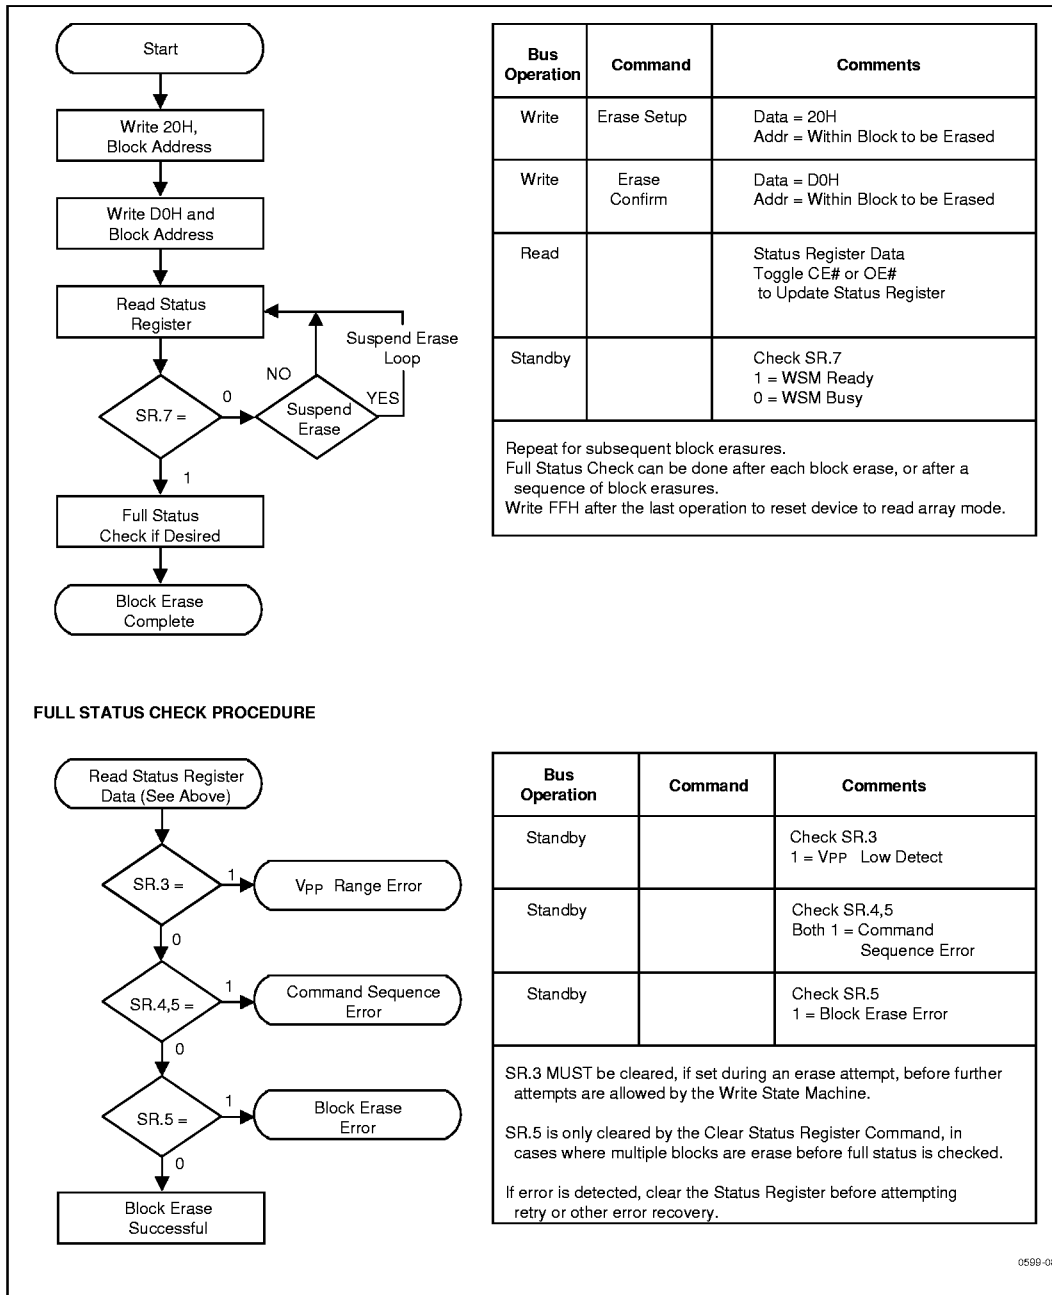 Start
Write 20H,
Block Address
Write D0H and
Block Address
Read Status
Register
Suspend Erase
Loop
NO
YES
SR.7 =
0
Suspend
Erase
1
Full Status
Check if Desired
Block Erase
Complete
Bus
Operation
Command
Comments
Write
Erase Setup
Data = 20H
Addr = Within Block to be Erased
Write
Erase
Confirm
Data = D0H
Addr = Within Block to be Erased
Read
Status Register Data
Toggle CE# or OE#
to Update Status Register
Standby
Check SR.7
1 = WSM Ready
0 = WSM Busy
Repeat for subsequent block erasures.
Full Status Check can be done after each block erase, or after a
sequence of block erasures.
Write FFH after the last operation to reset device to read array mode.
FULL STATUS CHECK PROCEDURE
Read Status Register
Data (See Above)
SR.3 =
1
VPP Range Error
0
SR.4,5 =
1
Command Sequence
Error
0
SR.5 =
1
Block Erase
Error
0
Block Erase
Successful
Bus
Operation
Command
Comments
Standby
Check SR.3
1 = VPP Low Detect
Standby
Check SR.4,5
Both 1 = Command
Sequence Error
Standby
Check SR.5
1 = Block Erase Error
SR.3 MUST be cleared, if set during an erase attempt, before further
attempts are allowed by the Write State Machine.
SR.5 is only cleared by the Clear Status Register Command, in
cases where multiple blocks are erase before full status is checked.
If error is detected, clear the Status Register before attempting
retry or other error recovery.